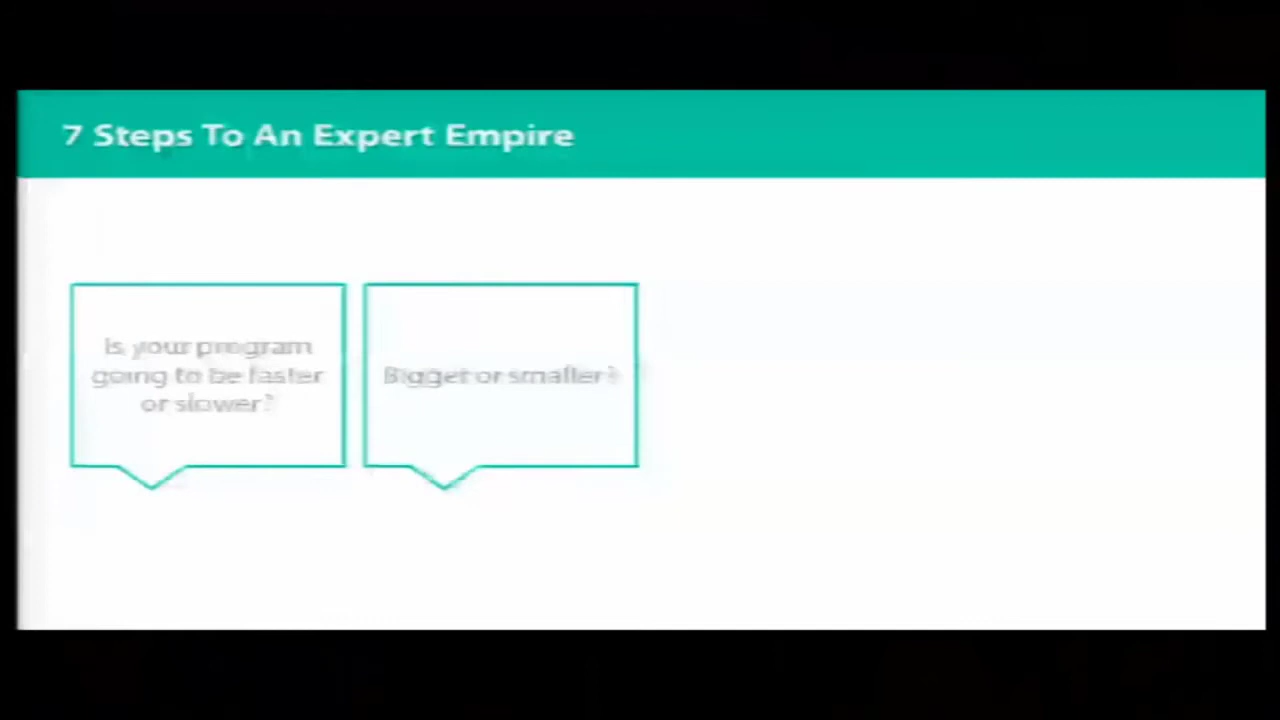 7 Steps To An Expert Empire
Is your program
going to be faster
or slower?
Bigger or smaller?